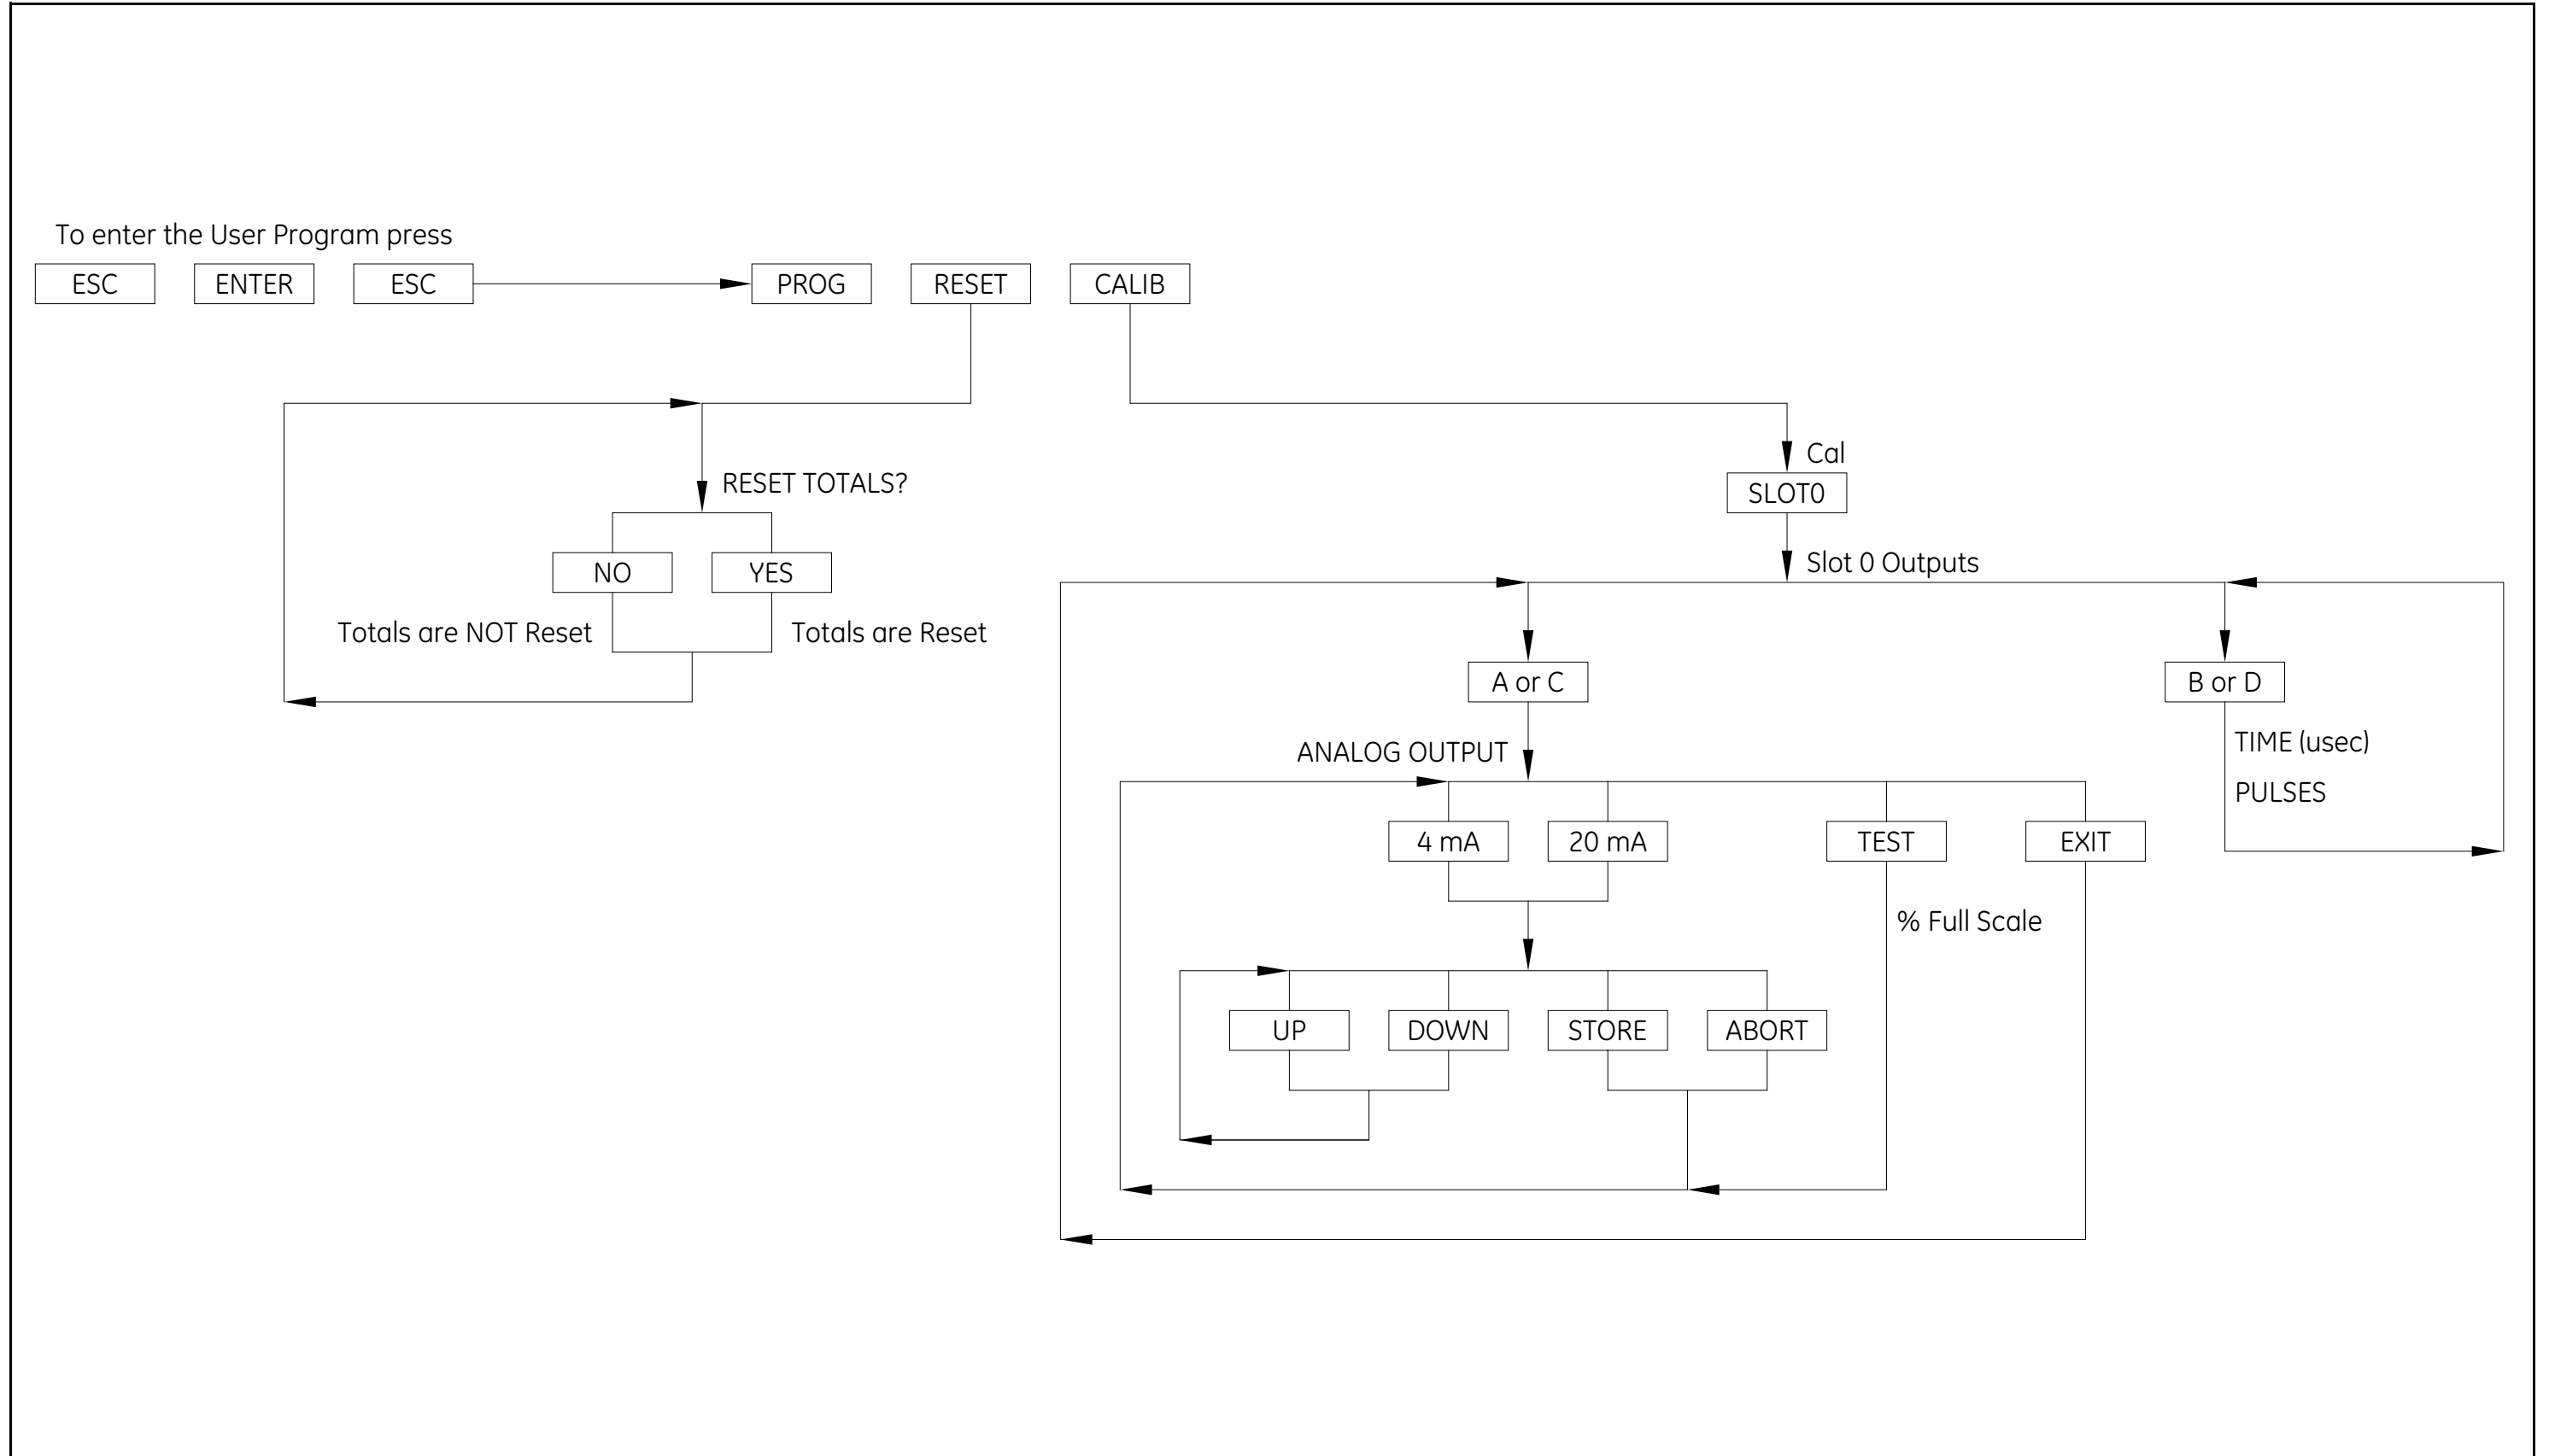 To enter the User Program press
ESC ENTER ESC PROG RESET CALIB
Cal
RESET TOTALS?
SLOT0
Slot 0 Outputs
NO YES
Totals are NOT Reset Totals are Reset
A or C B or D
ANALOG OUTPUT TIME (usec)
PULSES
4 mA 20 mA TEST EXIT
% Full Scale
UP DOWN STORE ABORT